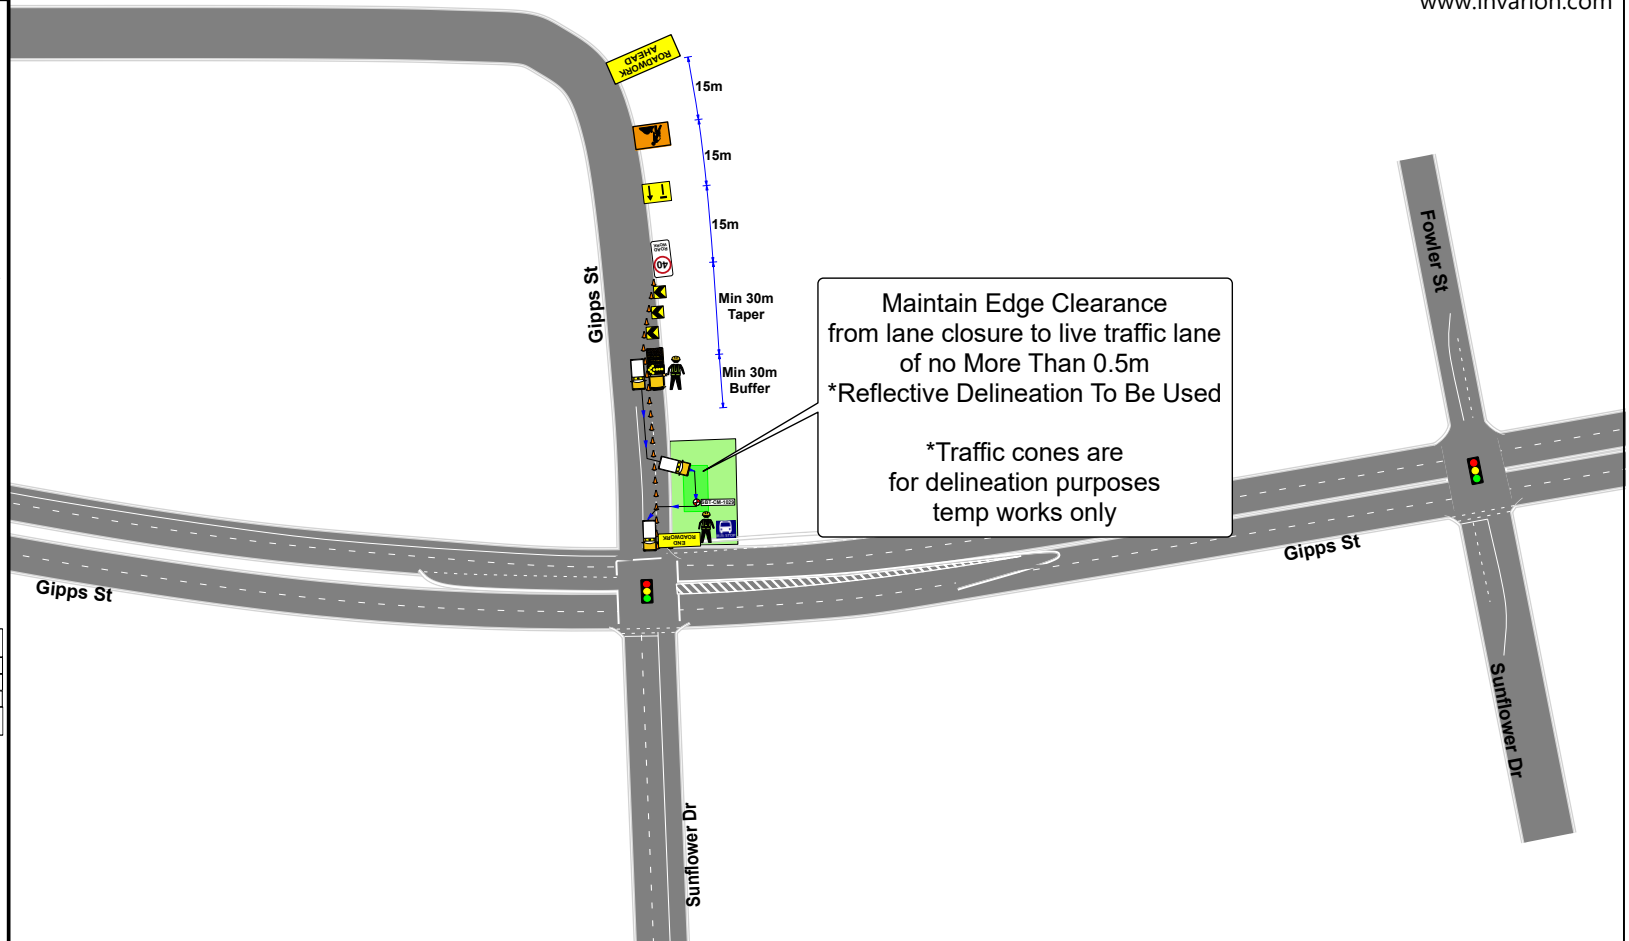 www.invarion.com
ROADWORK
AHEAD
15m
15m
15m
ROAD
WORK
40
Min 30m
Taper
Min 30m
Buffer
Gipps St
Maintain Edge Clearance
from lane closure to live traffic lane
of no More Than 0.5m
*Reflective Delineation To Be Used
*Traffic cones are
for delineation purposes
temp works only
Fowler St
END
ROADWORK
Gipps St
Gipps St
Sunflower Dr
Sunflower Dr